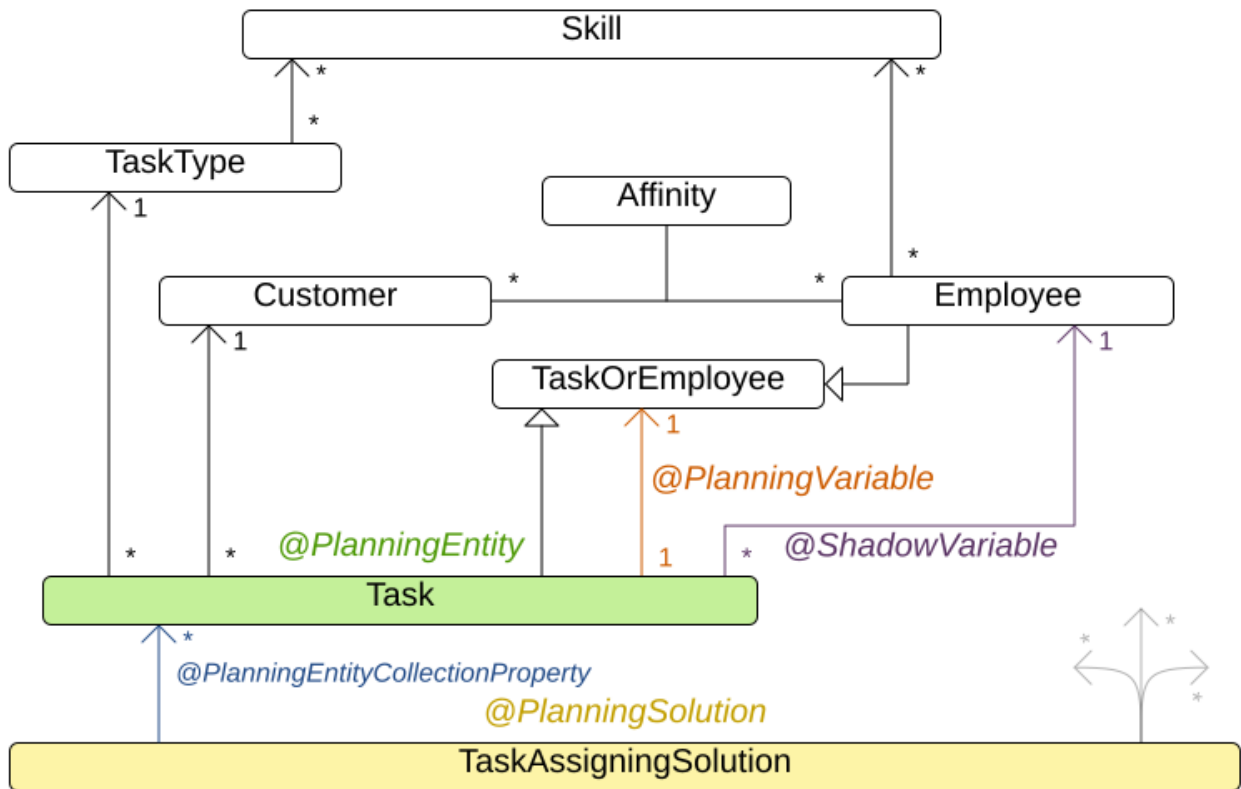 Skill
*
*
*
TaskType
1
Affinity
*
*
*
Customer
Employee
1
1
TaskOrEmployee
1
@PlanningVariable
@PlanningEntity
@ShadowVariable
*
*
1
*
Task
*
*
*
*
@PlanningEntityCollectionProperty
@PlanningSolution
TaskAssigningSolution